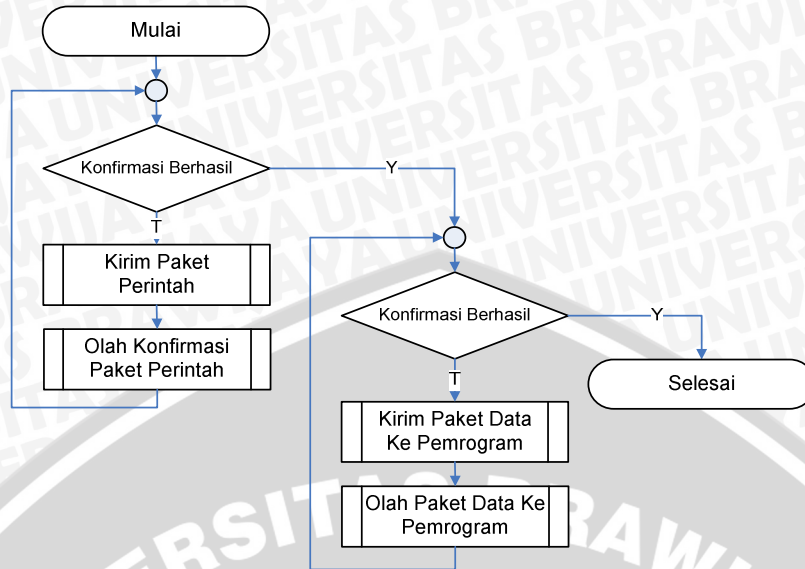 Mulai
Konfirmasi Berhasil
Y
T
Kirim Paket
Perintah
Olah Konfirmasi
Paket Perintah
Konfirmasi Berhasil
Y
T
Selesai
Kirim Paket Data
Ke Pemrogram
Olah Paket Data Ke
Pemrogram